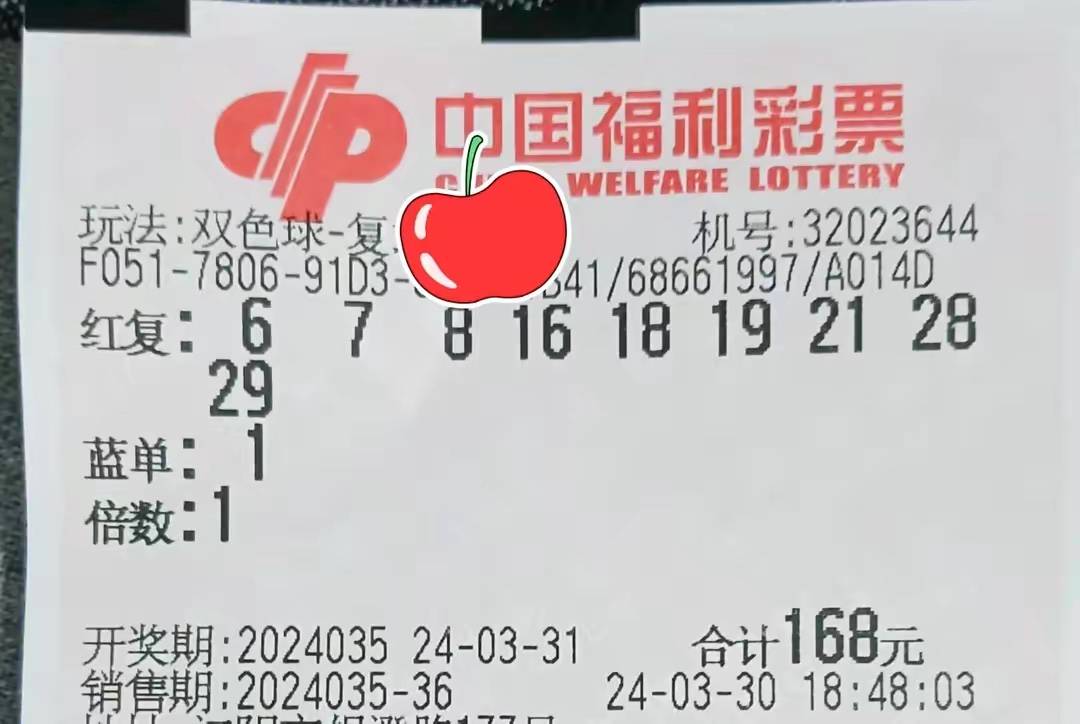 中国福利彩票
WELFARE LOTTERY
玩法:双色球-复 机号:32023644
F051-7806-91D3- B41/68661997/A014D
红复: 6 7 8 16 18 19 21 28
29
蓝单: 1
倍数:1
开奖期:2024035 24-03-31 合计168元
销售期:2024035-36 24-03-30 18:48:03